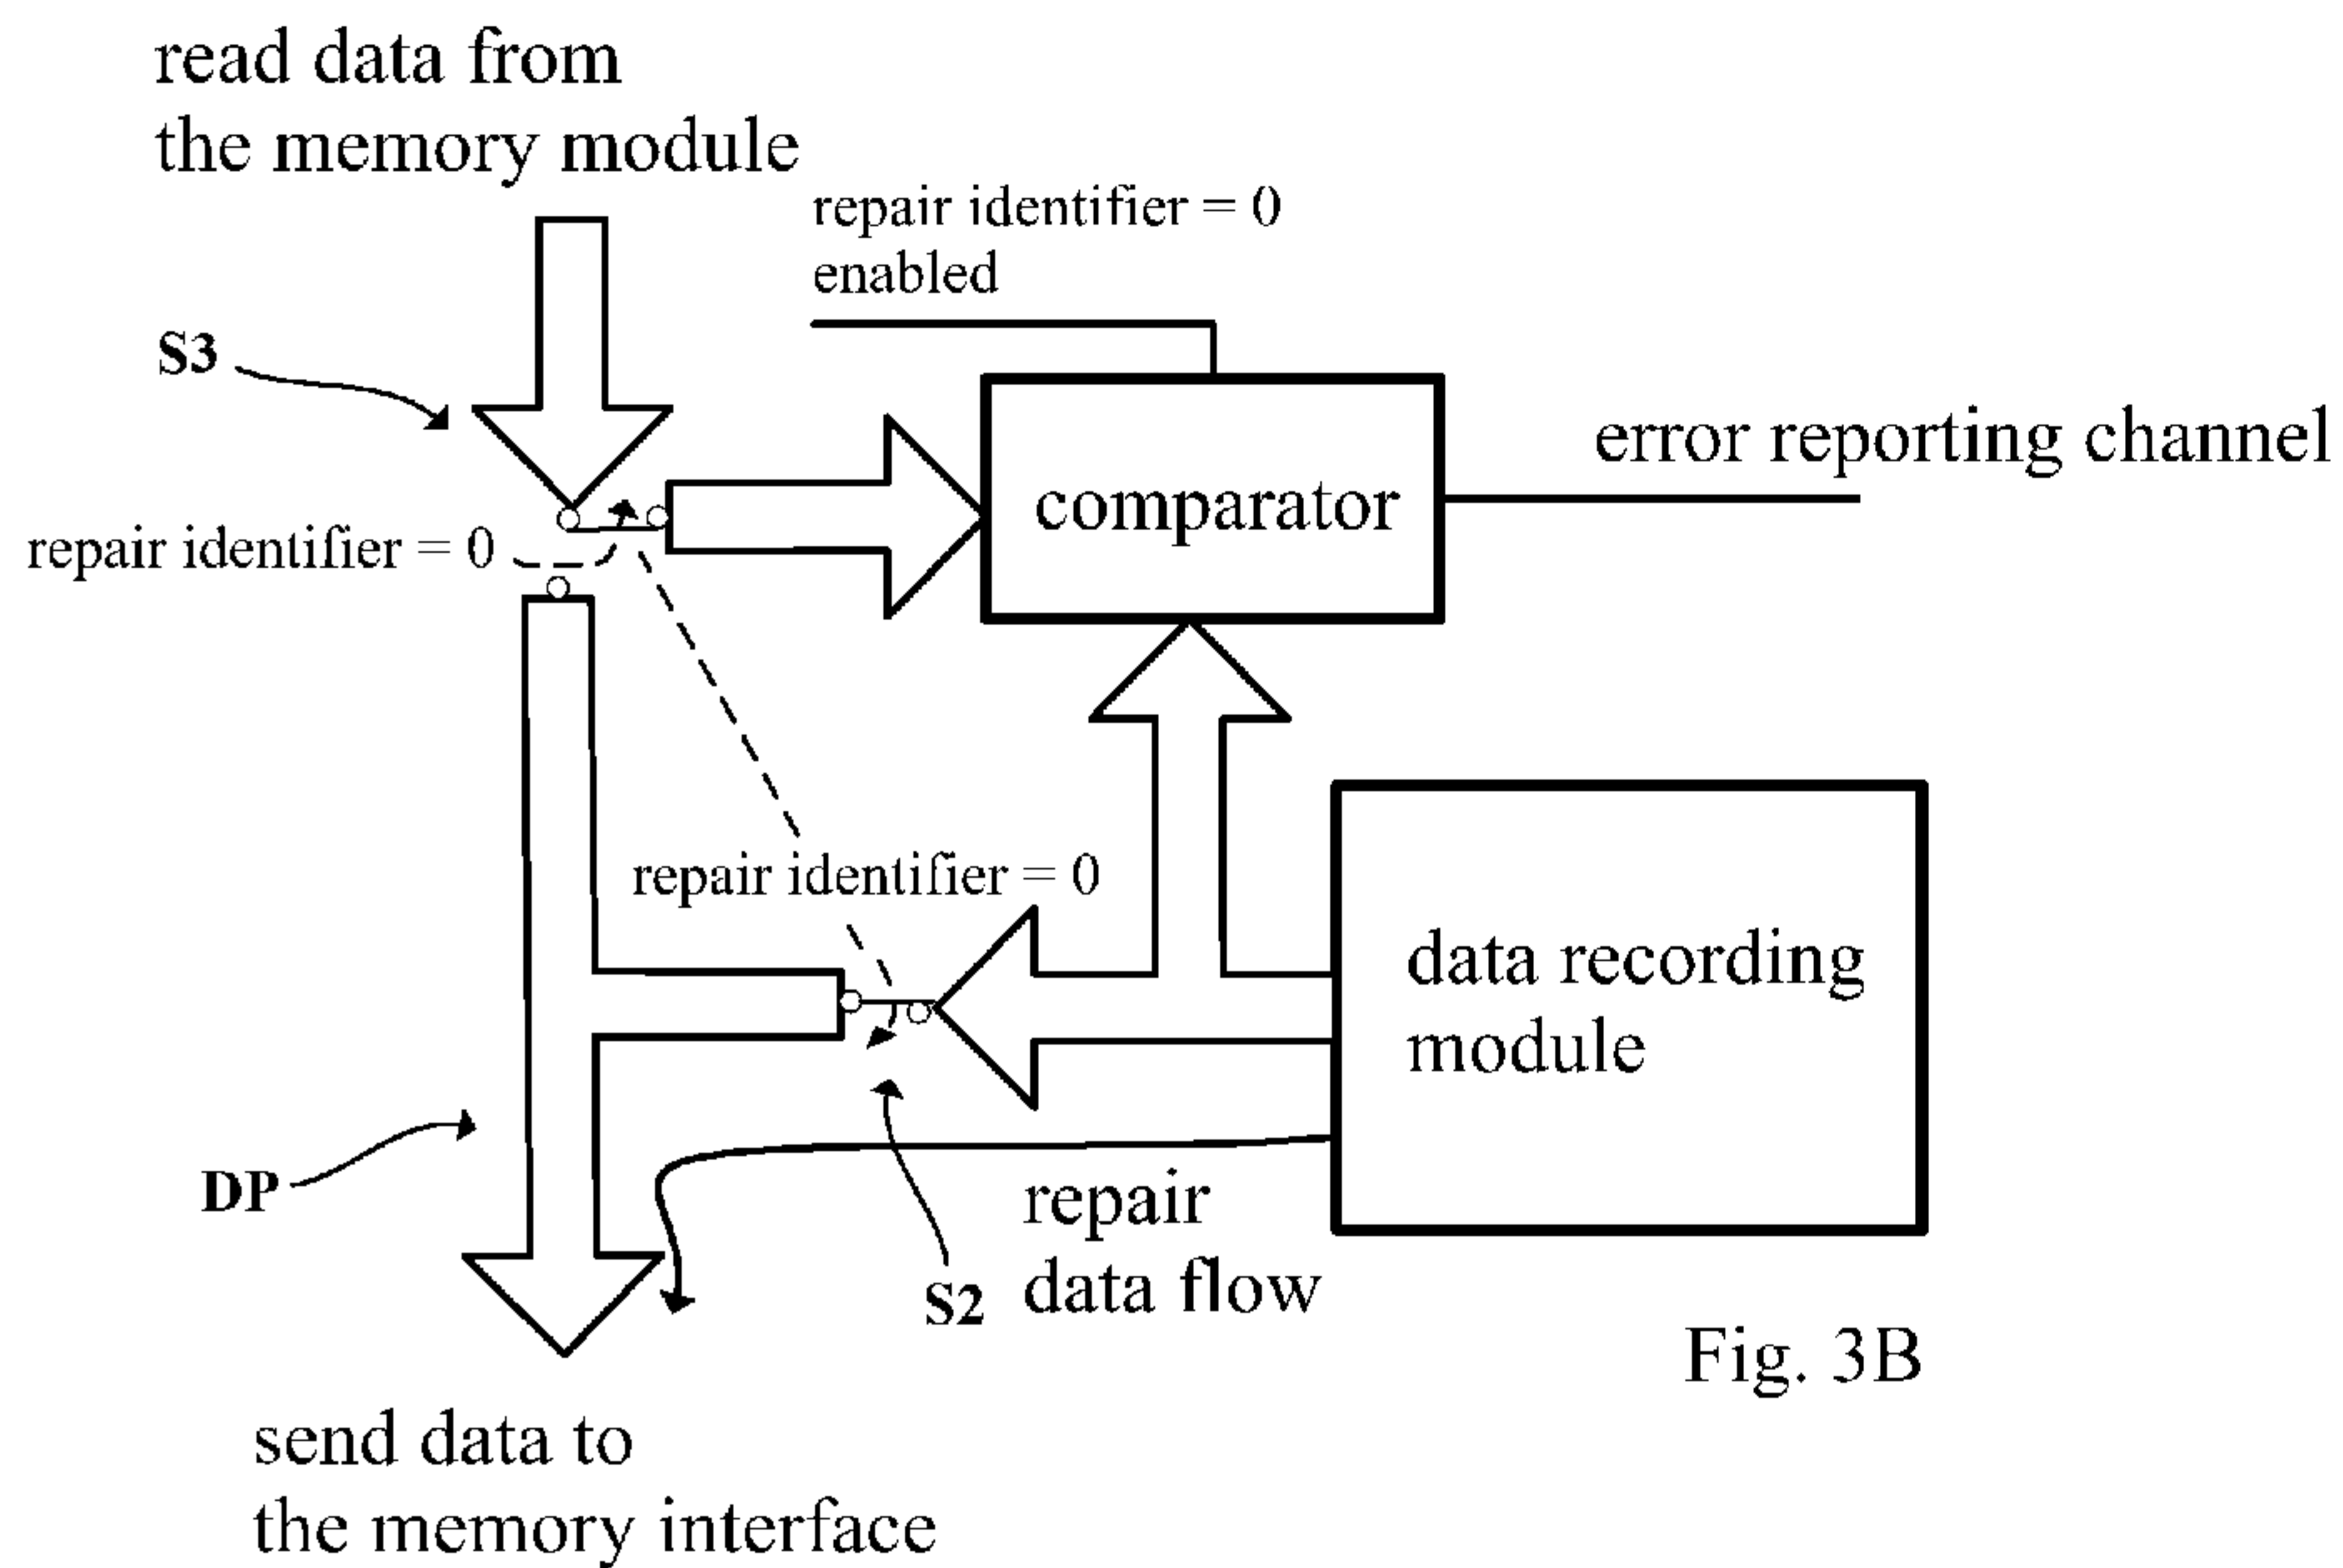 read data from
the memory module
repair identifier = 0
enabled
S3
error reporting channel
comparator
repair identifier = 0
repair identifier = 0
data recording
module
DP
repair
data flow
S2
Fig. 3B
send data to
the memory interface